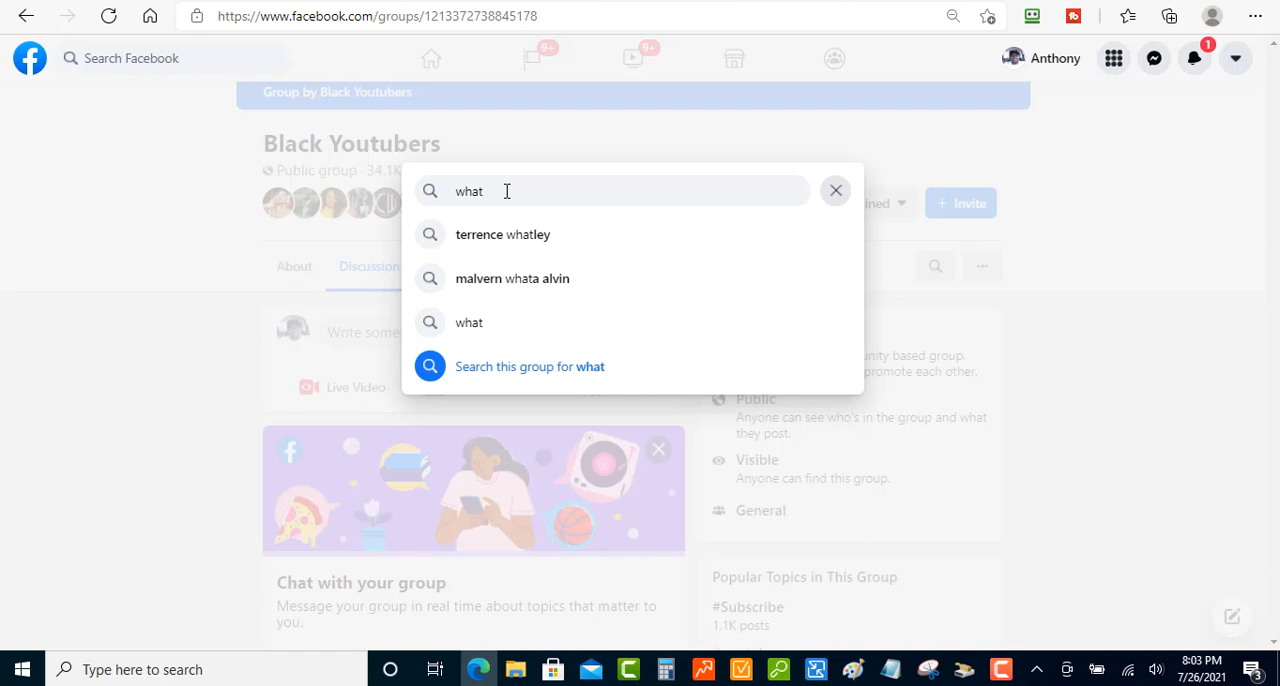 https://www.facebook.com/groups/1213372738845178
Search Facebook
9+
9+
Anthony
1
Group by Black Youtubers
Black Youtubers
Public group · 34.1K
ined
+ Invite
what
terrence whatley
malvern whata alvin
what
Search this group for what
About
Discussion
Write some
Live Video
unity based group.
promote each other.
Public
Anyone can see who's in the group and what
they post.
Visible
Anyone can find this group.
General
Chat with your group
Message your group in real time about topics that matter to
you.
Popular Topics in This Group
#Subscribe
1.1K posts
Type here to search
8:03 PM
7/26/2021
3